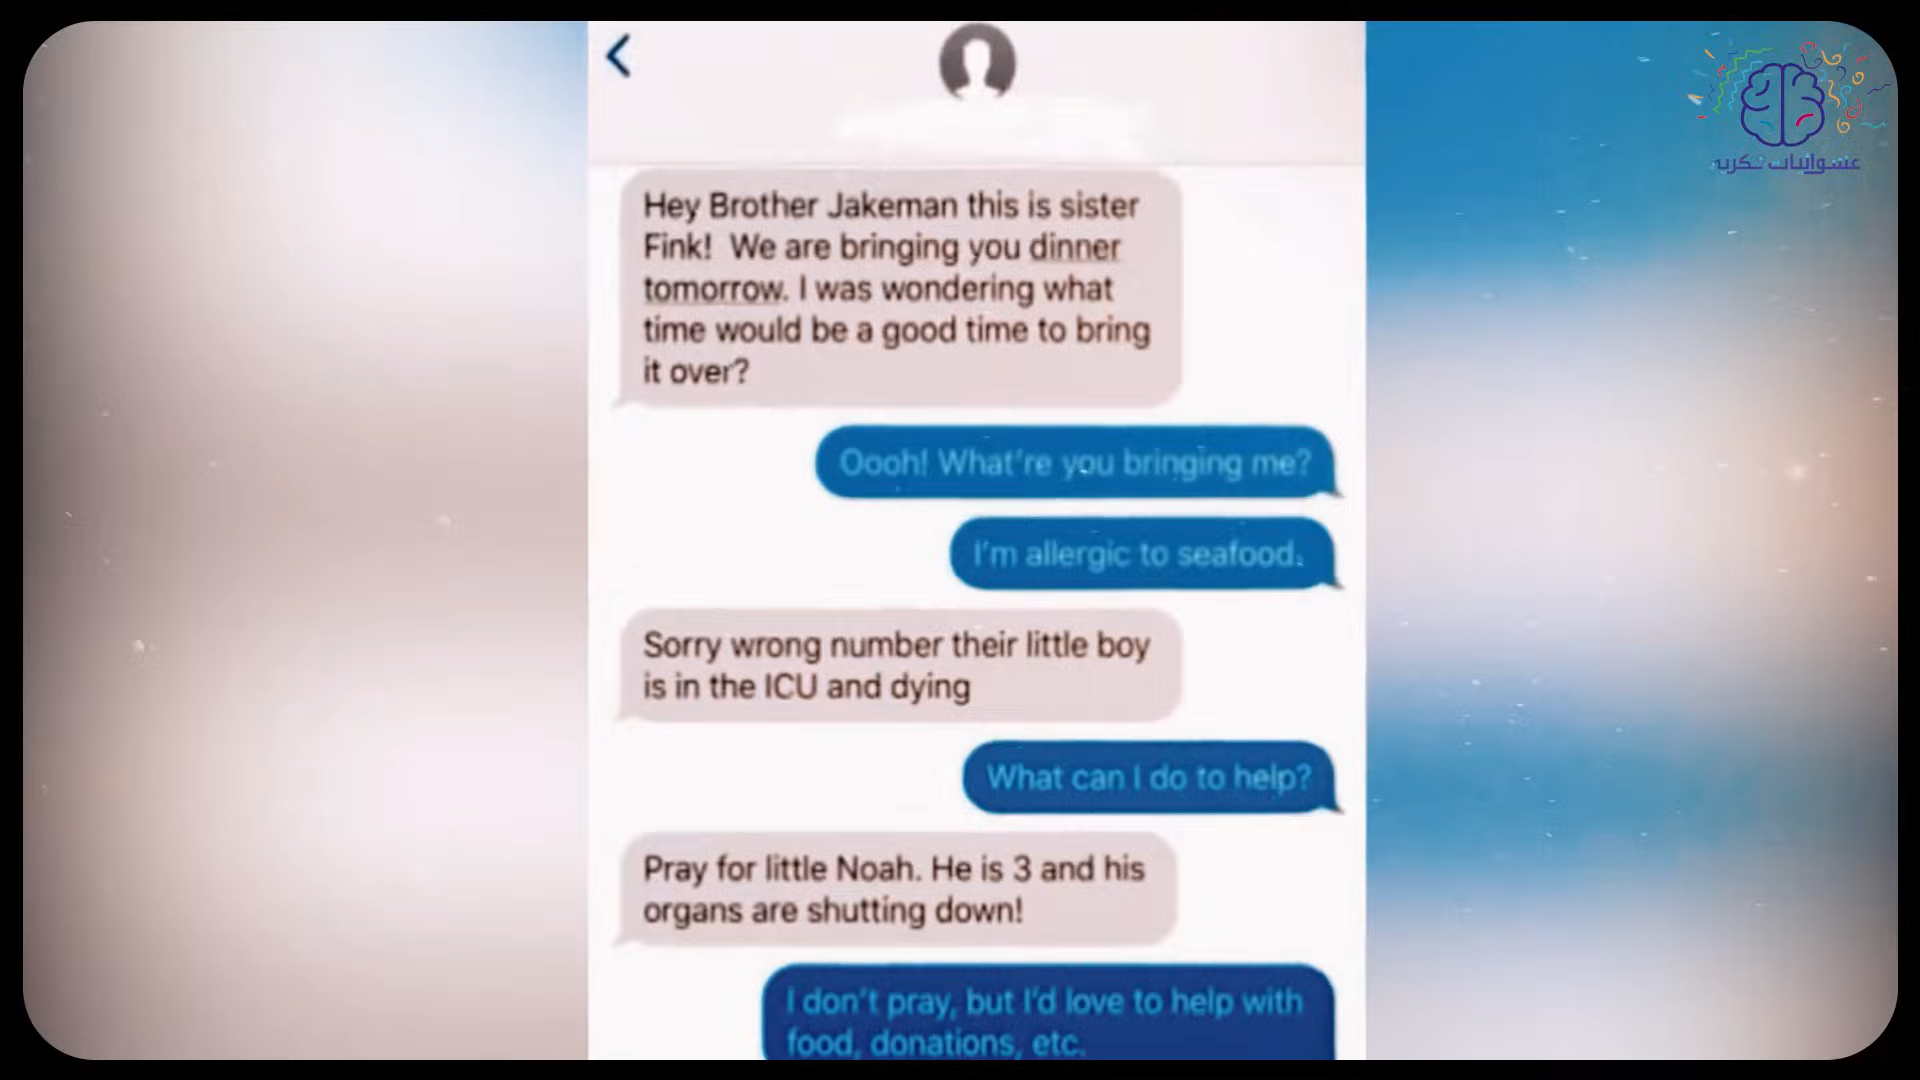 عشوائيات فكرية
Hey Brother Jakeman this is sister
Fink! We are bringing you dinner
tomorrow. I was wondering what
time would be a good time to bring
it over?
Oooh! What're you bringing me?
I'm allergic to seafood.
Sorry wrong number their little boy
is in the ICU and dying
What can I do to help?
Pray for little Noah. He is 3 and his
organs are shutting down!
I don't pray, but I'd love to help with
food, donations, etc.